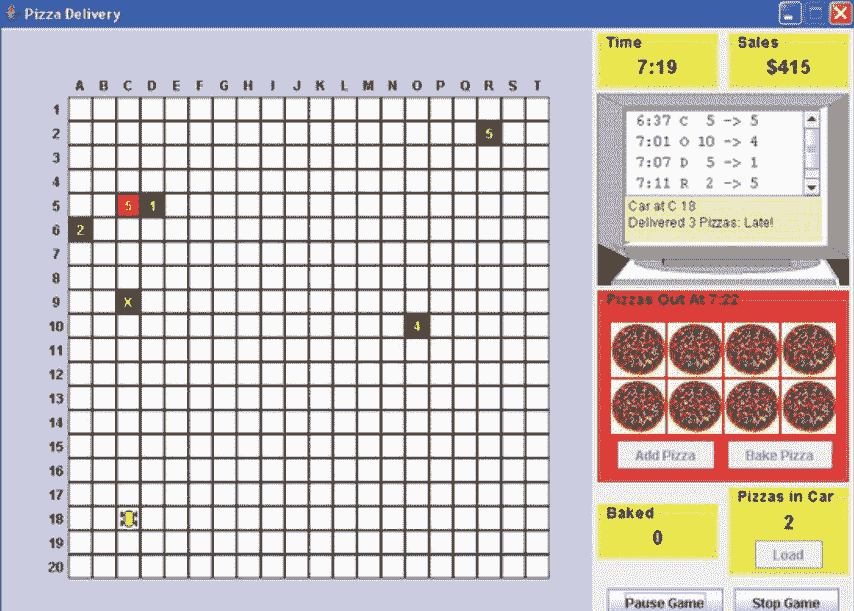 Pizza Delivery
Time
7:19
Sales
$415
A B C D E F G H I J K L M N O P Q R S T
1
2 5
3
4
5 5 1
6 2
7
8
9 X
10 4
11
12
13
14
15
16
17
18
19
20
6:37 C 5 -> 5
7:01 O 10 -> 4
7:07 D 5 -> 1
7:11 R 2 -> 5
Car at C 18
Delivered 3 Pizzas: Late!
Pizzas Out At 7:22
Add Pizza
Bake Pizza
Baked
0
Pizzas in Car
2
Load
Pause Game
Stop Game